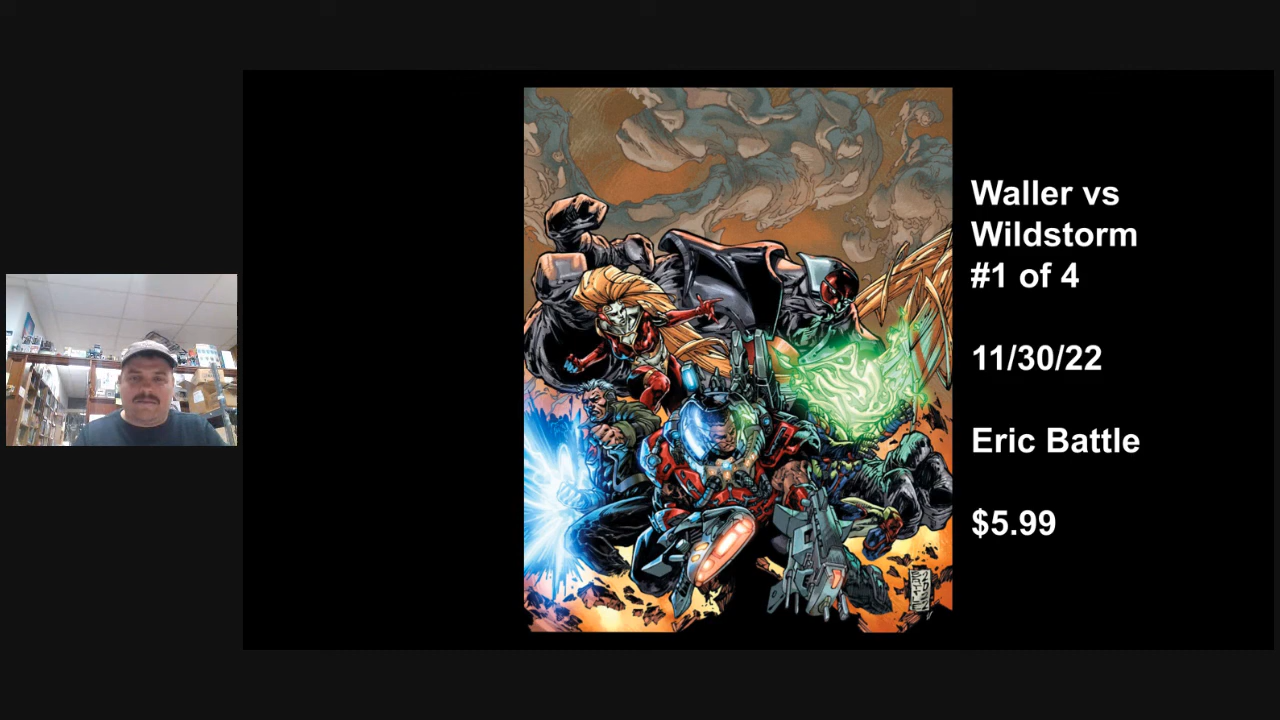 Waller vs
Wildstorm
#1 of 4
11/30/22
Eric Battle
$5.99